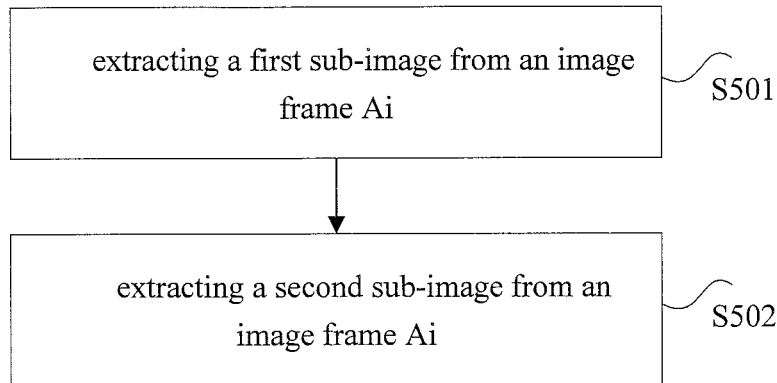 extracting a first sub-image from an image
frame Ai
S501
extracting a second sub-image from an
image frame Ai
S502